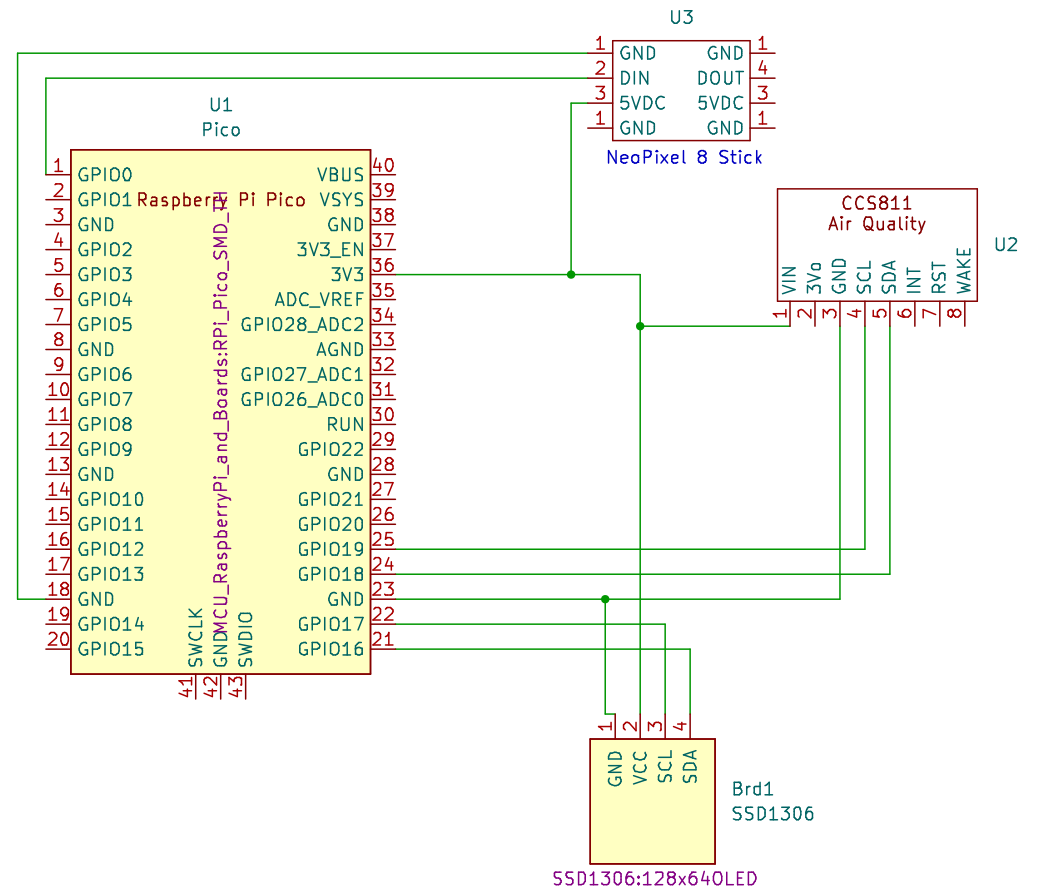 U3
1 GND GND 1
2 DIN DOUT 4
3 5VDC 5VDC 3
1 GND GND 1
NeoPixel 8 Stick
U1
Pico
Raspberry Pi Pico
MCU_RaspberryPi_and_Boards:RPi_Pico_SMD_TH
1 GPIO0 VBUS 40
2 GPIO1 VSYS 39
3 GND GND 38
4 GPIO2 3V3_EN 37
5 GPIO3 3V3 36
6 GPIO4 ADC_VREF 35
7 GPIO5 GPIO28_ADC2 34
8 GND AGND 33
9 GPIO6 GPIO27_ADC1 32
10 GPIO7 GPIO26_ADC0 31
11 GPIO8 RUN 30
12 GPIO9 GPIO22 29
13 GND GND 28
14 GPIO10 GPIO21 27
15 GPIO11 GPIO20 26
16 GPIO12 GPIO19 25
17 GPIO13 GPIO18 24
18 GND GND 23
19 GPIO14 GPIO17 22
20 GPIO15 GPIO16 21
SWCLK 41
GND 42
SWDIO 43
CCS811
Air Quality
U2
VIN 1
3Vo 2
GND 3
SCL 4
SDA 5
INT 6
RST 7
WAKE 8
1 GND
2 VCC
3 SCL
4 SDA
Brd1
SSD1306
SSD1306:128x64OLED